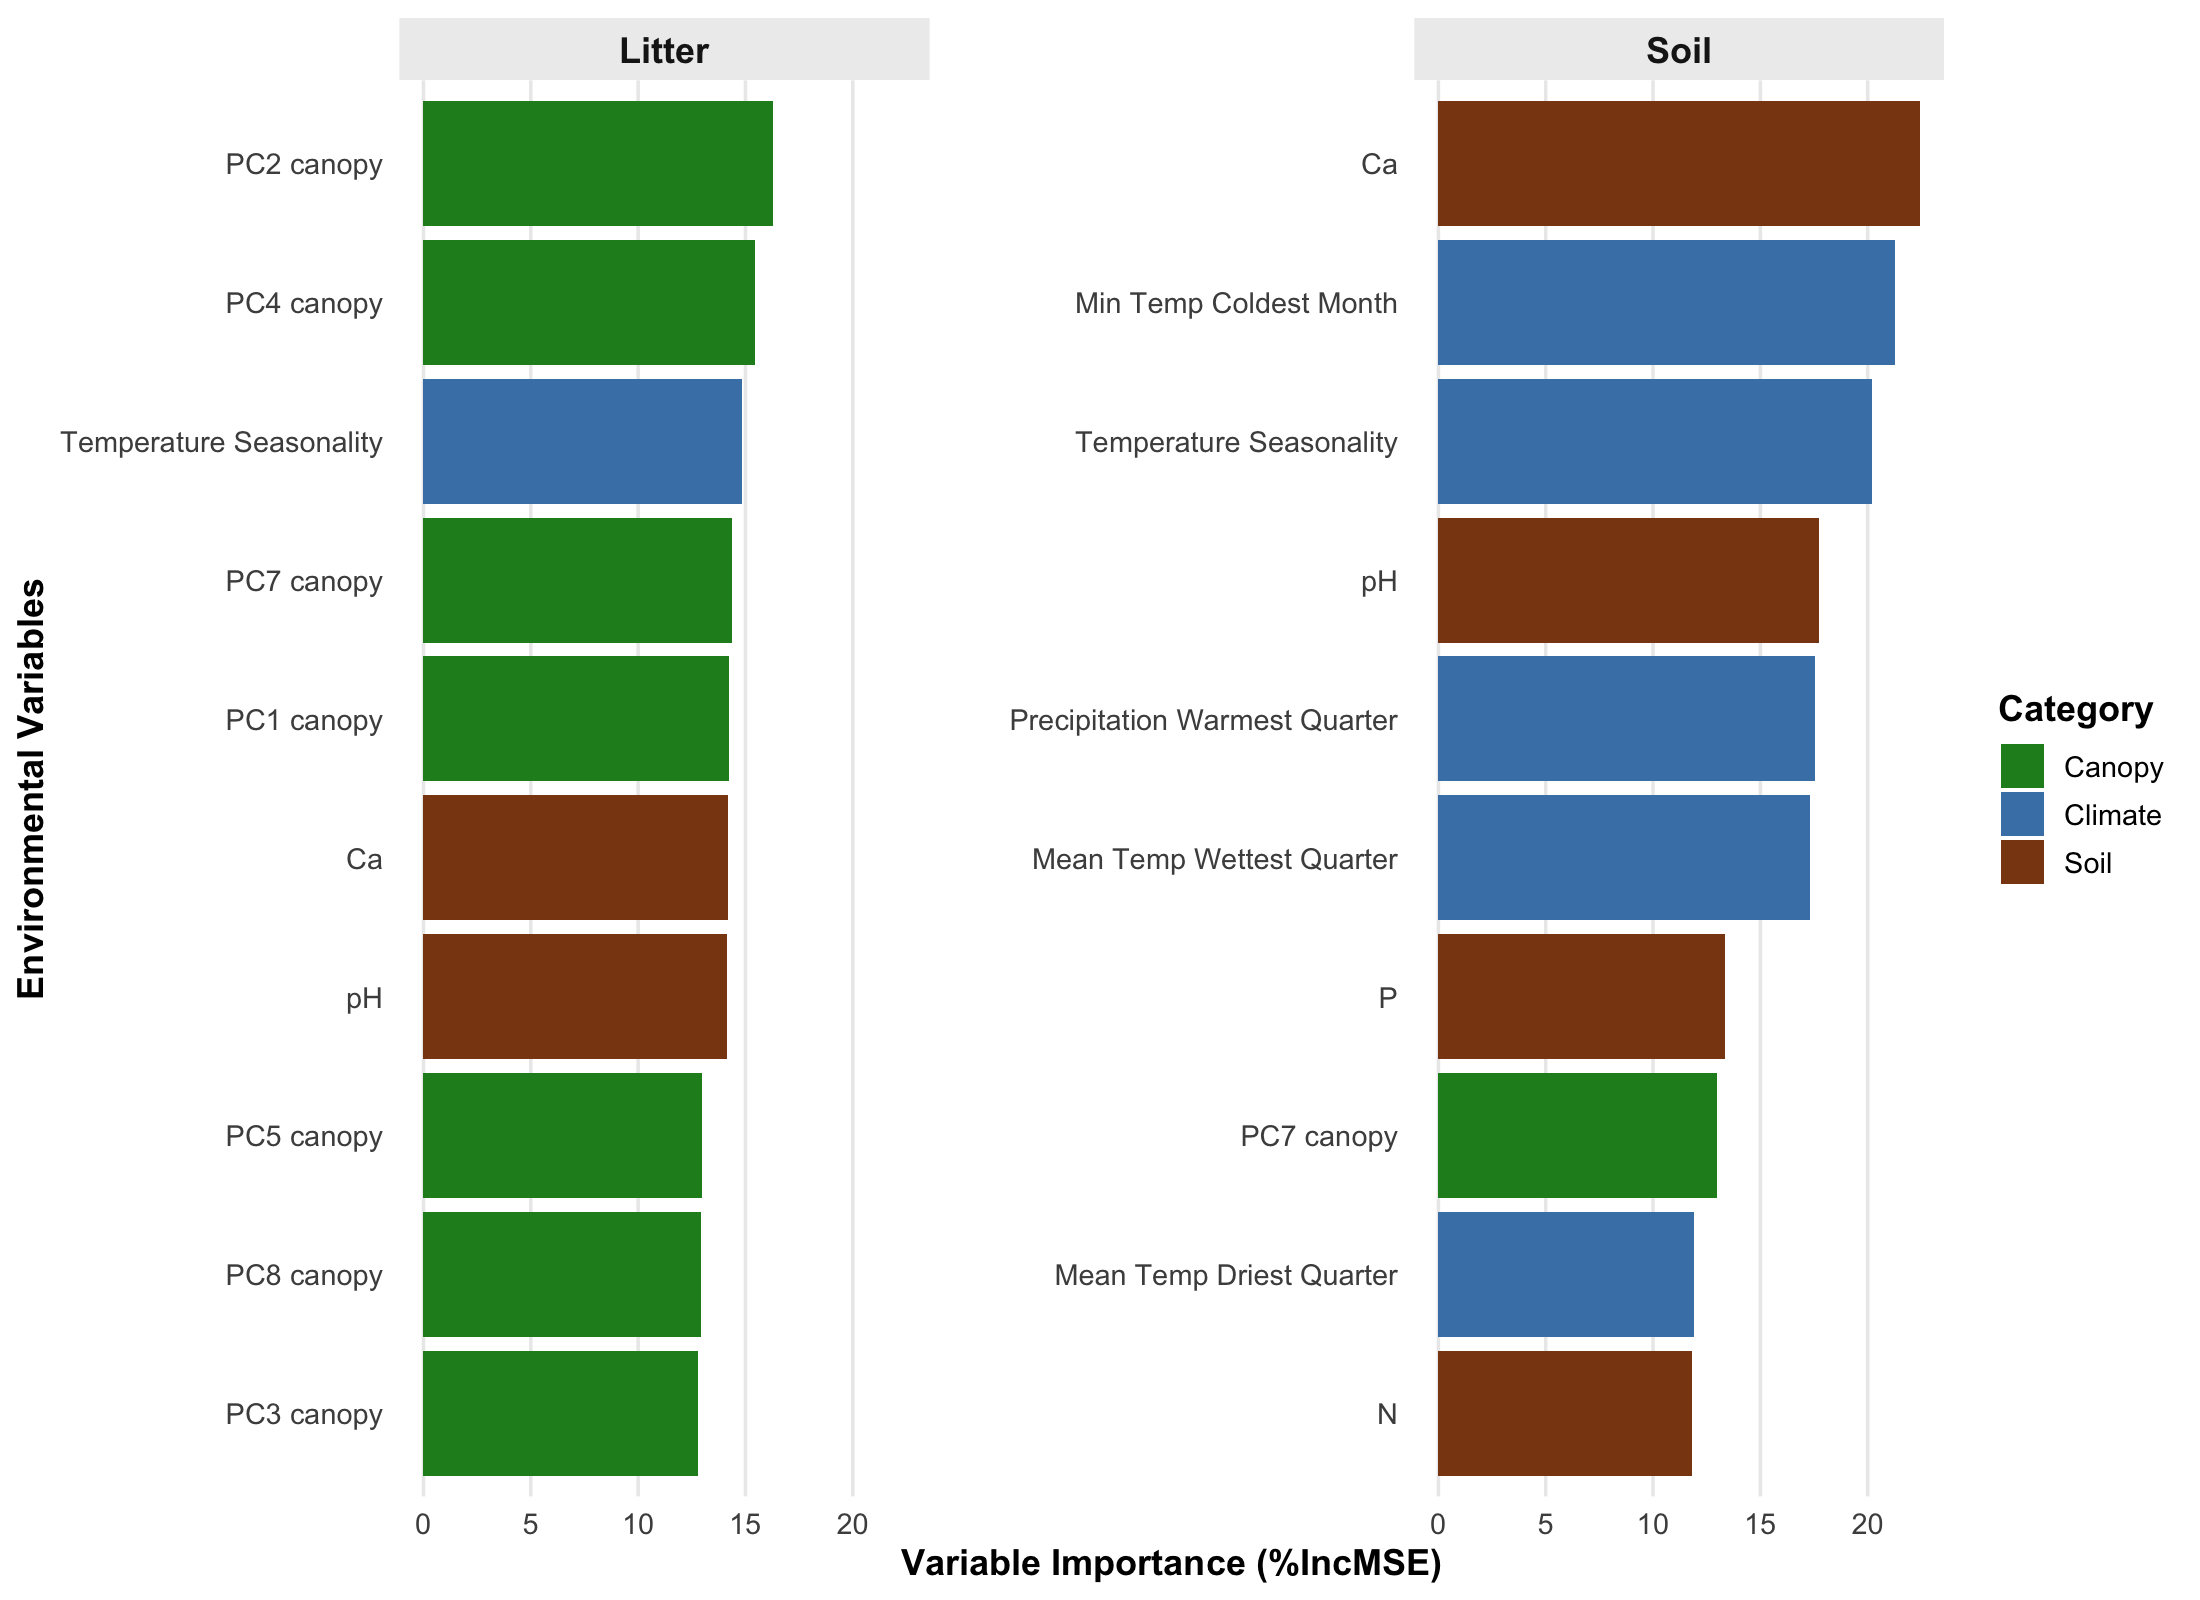 Litter
Soil
Environmental Variables
PC2 canopy
PC4 canopy
Temperature Seasonality
PC7 canopy
PC1 canopy
Ca
pH
PC5 canopy
PC8 canopy
PC3 canopy
0 5 10 15 20
Ca
Min Temp Coldest Month
Temperature Seasonality
pH
Precipitation Warmest Quarter
Mean Temp Wettest Quarter
P
PC7 canopy
Mean Temp Driest Quarter
N
0 5 10 15 20
Variable Importance (%IncMSE)
Category
Canopy
Climate
Soil